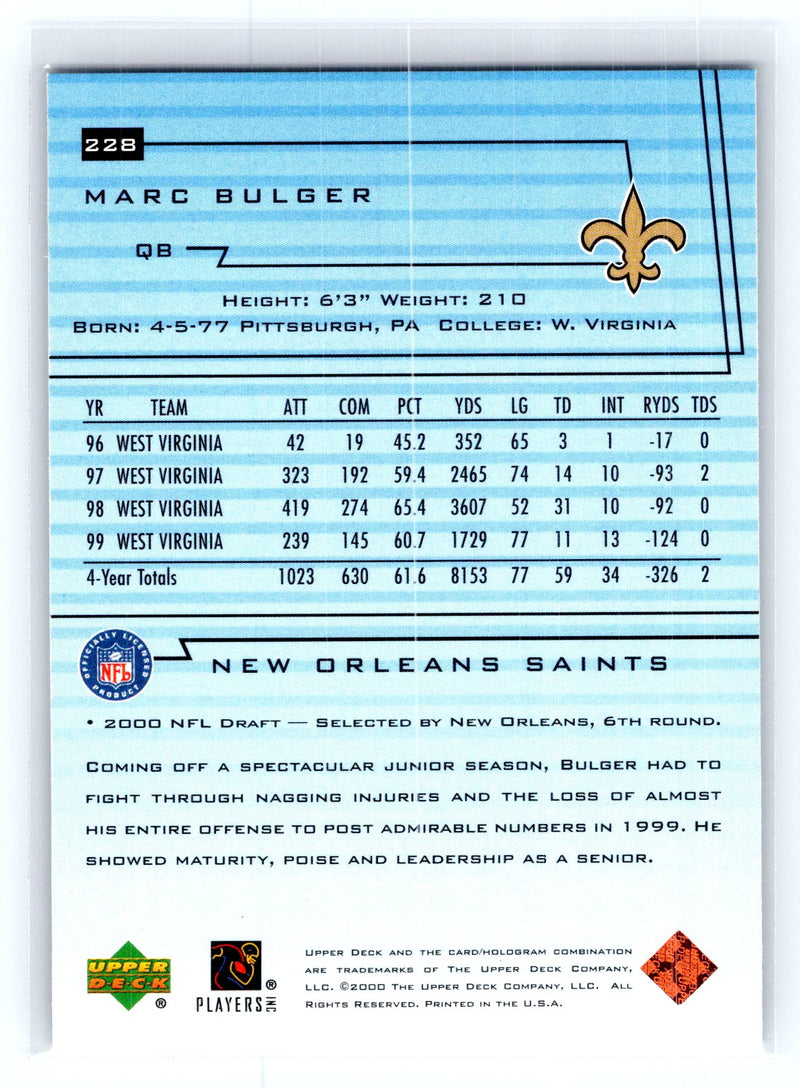 228
MARC BULGER
QB
HEIGHT: 6'3" WEIGHT: 210
BORN: 4-5-77 PITTSBURGH, PA COLLEGE: W. VIRGINIA
YR TEAM ATT COM PCT YDS LG TD INT RYDS TDS
96 WEST VIRGINIA 42 19 45.2 352 65 3 1 -17 0
97 WEST VIRGINIA 323 192 59.4 2465 74 14 10 -93 2
98 WEST VIRGINIA 419 274 65.4 3607 52 31 10 -92 0
99 WEST VIRGINIA 239 145 60.7 1729 77 11 13 -124 0
4-Year Totals 1023 630 61.6 8153 77 59 34 -326 2
OFFICIALLY LICENSED
NFL
PRODUCT
NEW ORLEANS SAINTS
• 2000 NFL DRAFT — SELECTED BY NEW ORLEANS, 6TH ROUND.
COMING OFF A SPECTACULAR JUNIOR SEASON, BULGER HAD TO
FIGHT THROUGH NAGGING INJURIES AND THE LOSS OF ALMOST
HIS ENTIRE OFFENSE TO POST ADMIRABLE NUMBERS IN 1999. HE
SHOWED MATURITY, POISE AND LEADERSHIP AS A SENIOR.
UPPER
DECK
®
PLAYERS INC
®
UPPER DECK AND THE CARD/HOLOGRAM COMBINATION
ARE TRADEMARKS OF THE UPPER DECK COMPANY,
LLC. ©2000 THE UPPER DECK COMPANY, LLC. ALL
RIGHTS RESERVED. PRINTED IN THE U.S.A.